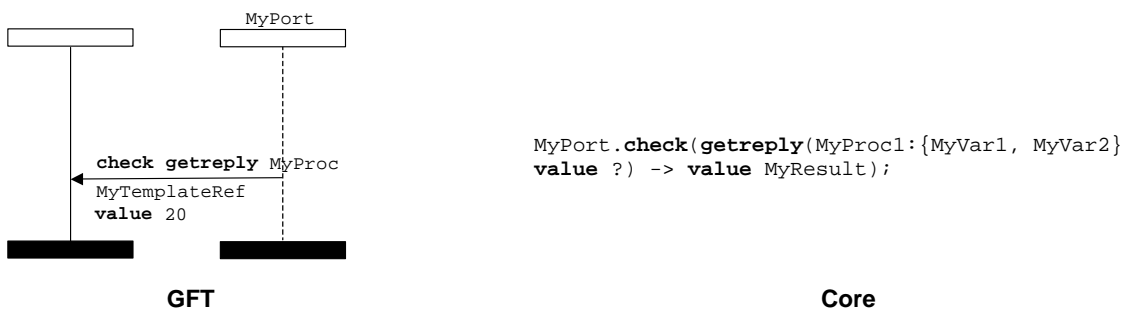 MyPort
check getreply MyProc
MyTemplateRef
value 20
MyPort.check(getreply(MyProc1:{MyVar1, MyVar2}
value ?) -> value MyResult);
GFT
Core